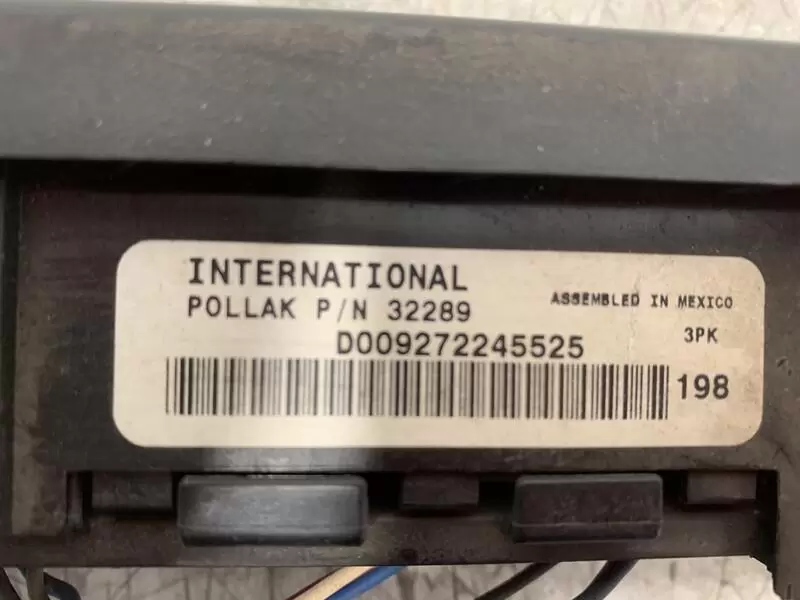 INTERNATIONAL
POLLAK P/N 32289
ASSEMBLED IN MEXICO
3PK
D009272245525
198